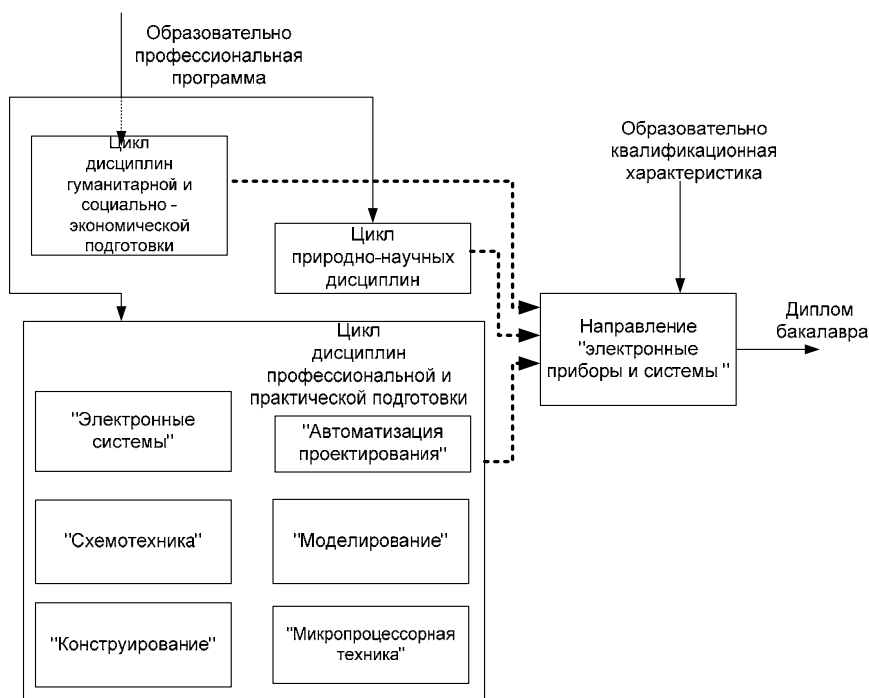 Образовательно
профессиональная
программа
Цикл
дисциплин
гуманитарной и
социально -
экономической
подготовки
Цикл
природно-научных
дисциплин
Образовательно
квалификационная
характеристика
Направление
"электронные
приборы и системы "
Диплом
бакалавра
Цикл
дисциплин
профессиональной и
практической подготовки
"Электронные
системы"
"Автоматизация
проектирования"
"Схемотехника"
"Моделирование"
"Конструирование"
"Микропроцессорная
техника"